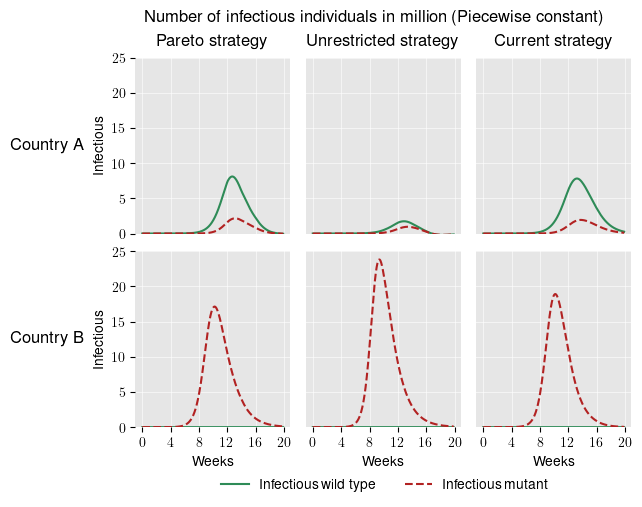 Number of infectious individuals in million (Piecewise constant)
Pareto strategy Unrestricted strategy Current strategy
25
20
15
10
5
0
Infectious
Country A
25
20
15
10
5
0
Infectious
Country B
0 4 8 12 16 20 0 4 8 12 16 20 0 4 8 12 16 20
Weeks Weeks Weeks
Infectious wild type Infectious mutant